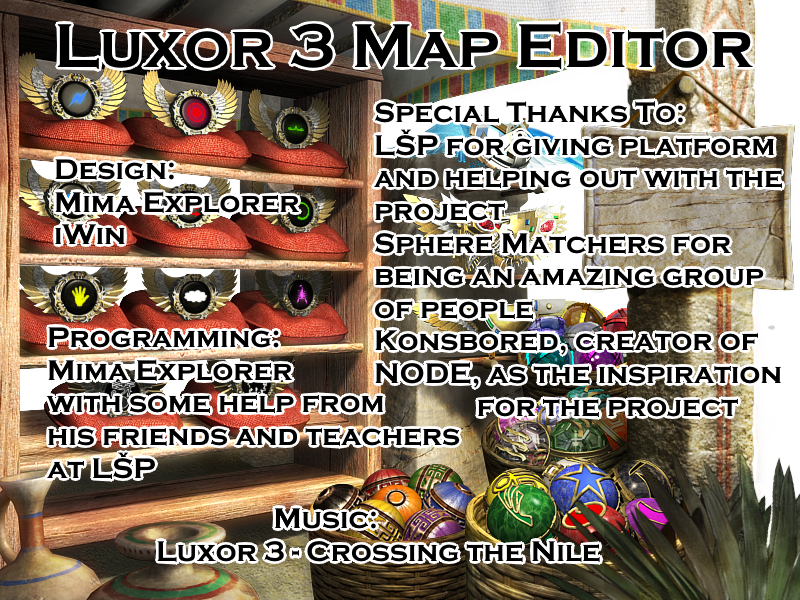 Luxor 3 Map Editor
Design:
Mima Explorer
iWin
Programming:
Mima Explorer
with some help from
his friends and teachers
at LŠP
Special Thanks To:
LŠP for giving platform
and helping out with the
project
Sphere Matchers for
being an amazing group
of people
Konsbored, creator of
NODE, as the inspiration
for the project
Music:
Luxor 3 - Crossing the Nile